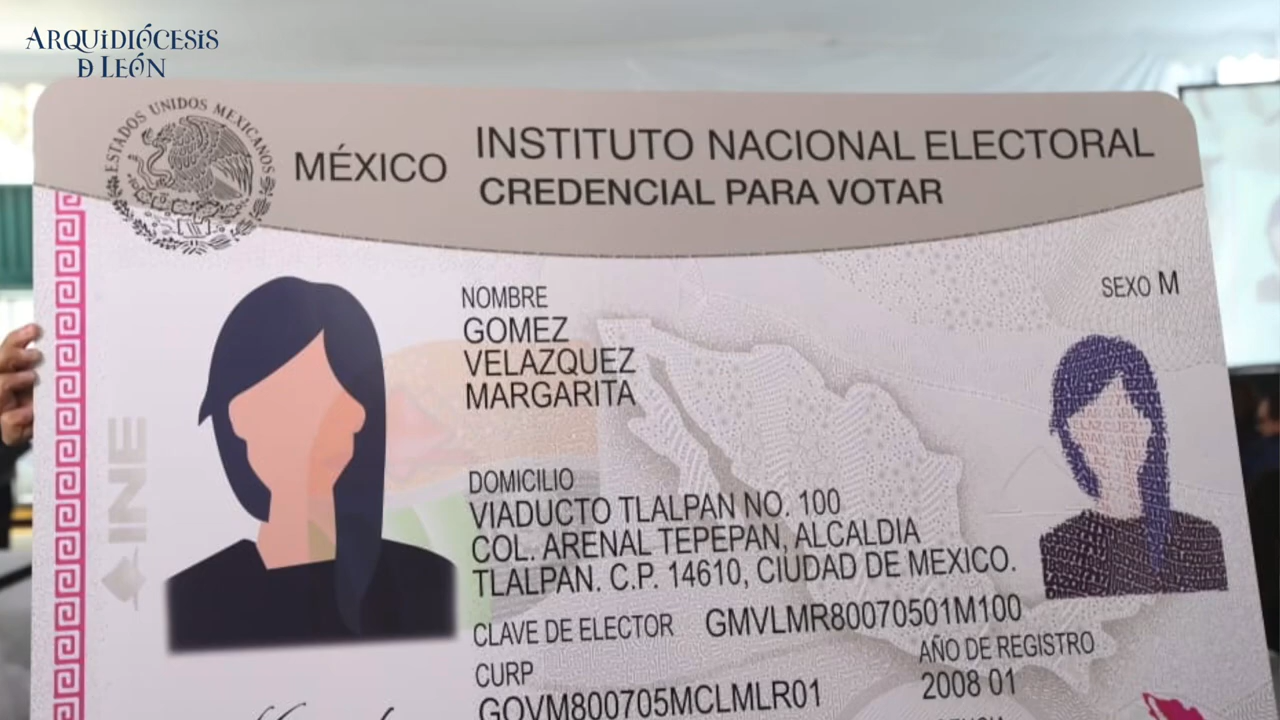 ARQUIDIÓCESIS
D LEÓN
ESTADOS UNIDOS MEXICANOS
MÉXICO
INSTITUTO NACIONAL ELECTORAL
CREDENCIAL PARA VOTAR
SEXO M
NOMBRE
GOMEZ
VELAZQUEZ
MARGARITA
INE
DOMICILIO
VIADUCTO TLALPAN NO. 100
COL. ARENAL TEPEPAN, ALCALDIA
TLALPAN. C.P. 14610, CIUDAD DE MEXICO.
CLAVE DE ELECTOR GMVLMR80070501M100
CURP
GOVM800705MCLMLR01
AÑO DE REGISTRO
2008 01